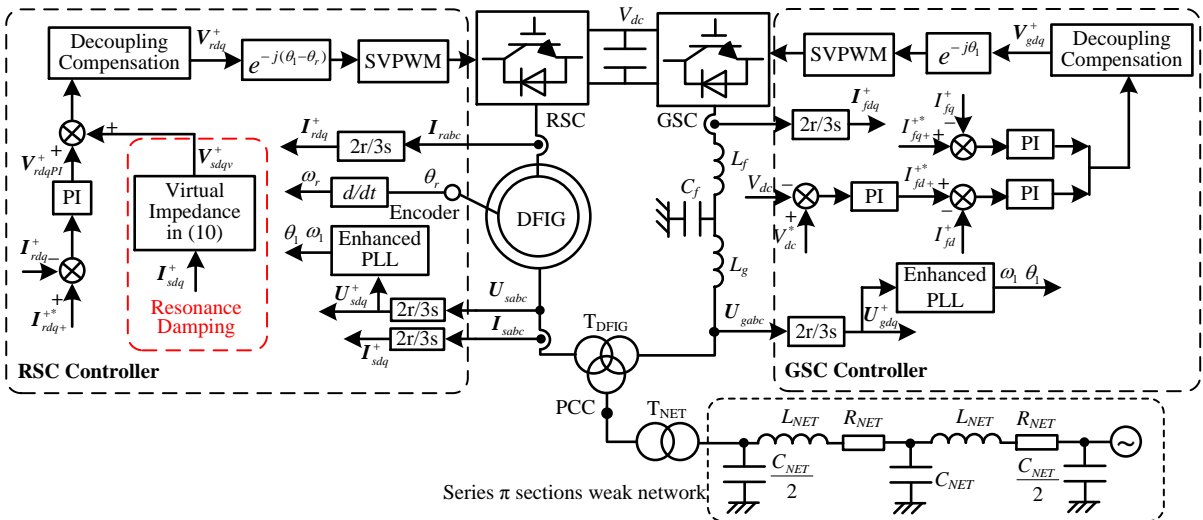 Decoupling
Compensation
V⁺rdq
e^−j(θ₁−θr)
SVPWM
RSC
Vdc
GSC
SVPWM
e^−jθ₁
V⁺gdq
Decoupling
Compensation
+
+
V⁺rdqPI
V⁺sdqv
PI
Virtual
Impedance
in (10)
I⁺sdq
Resonance
Damping
I⁺rdq
−
+
I⁺*rdq+
RSC Controller
I⁺rdq
2r/3s
Irabc
ωr
d/dt
θr
Encoder
DFIG
θ₁ ω₁
Enhanced
PLL
U⁺sdq
2r/3s
Usabc
I⁺sdq
2r/3s
Isabc
Lf
Cf
Lg
Ugabc
2r/3s
I⁺fdq
I⁺fq
−
I⁺*fq+
+
PI
Vdc
−
+
V*dc
PI
I⁺*fd+
+
−
I⁺fd
PI
Enhanced
PLL
ω₁ θ₁
2r/3s
U⁺gdq
GSC Controller
TDFIG
PCC
TNET
LNET
RNET
LNET
RNET
~
CNET
2
CNET
CNET
2
Series π sections weak network